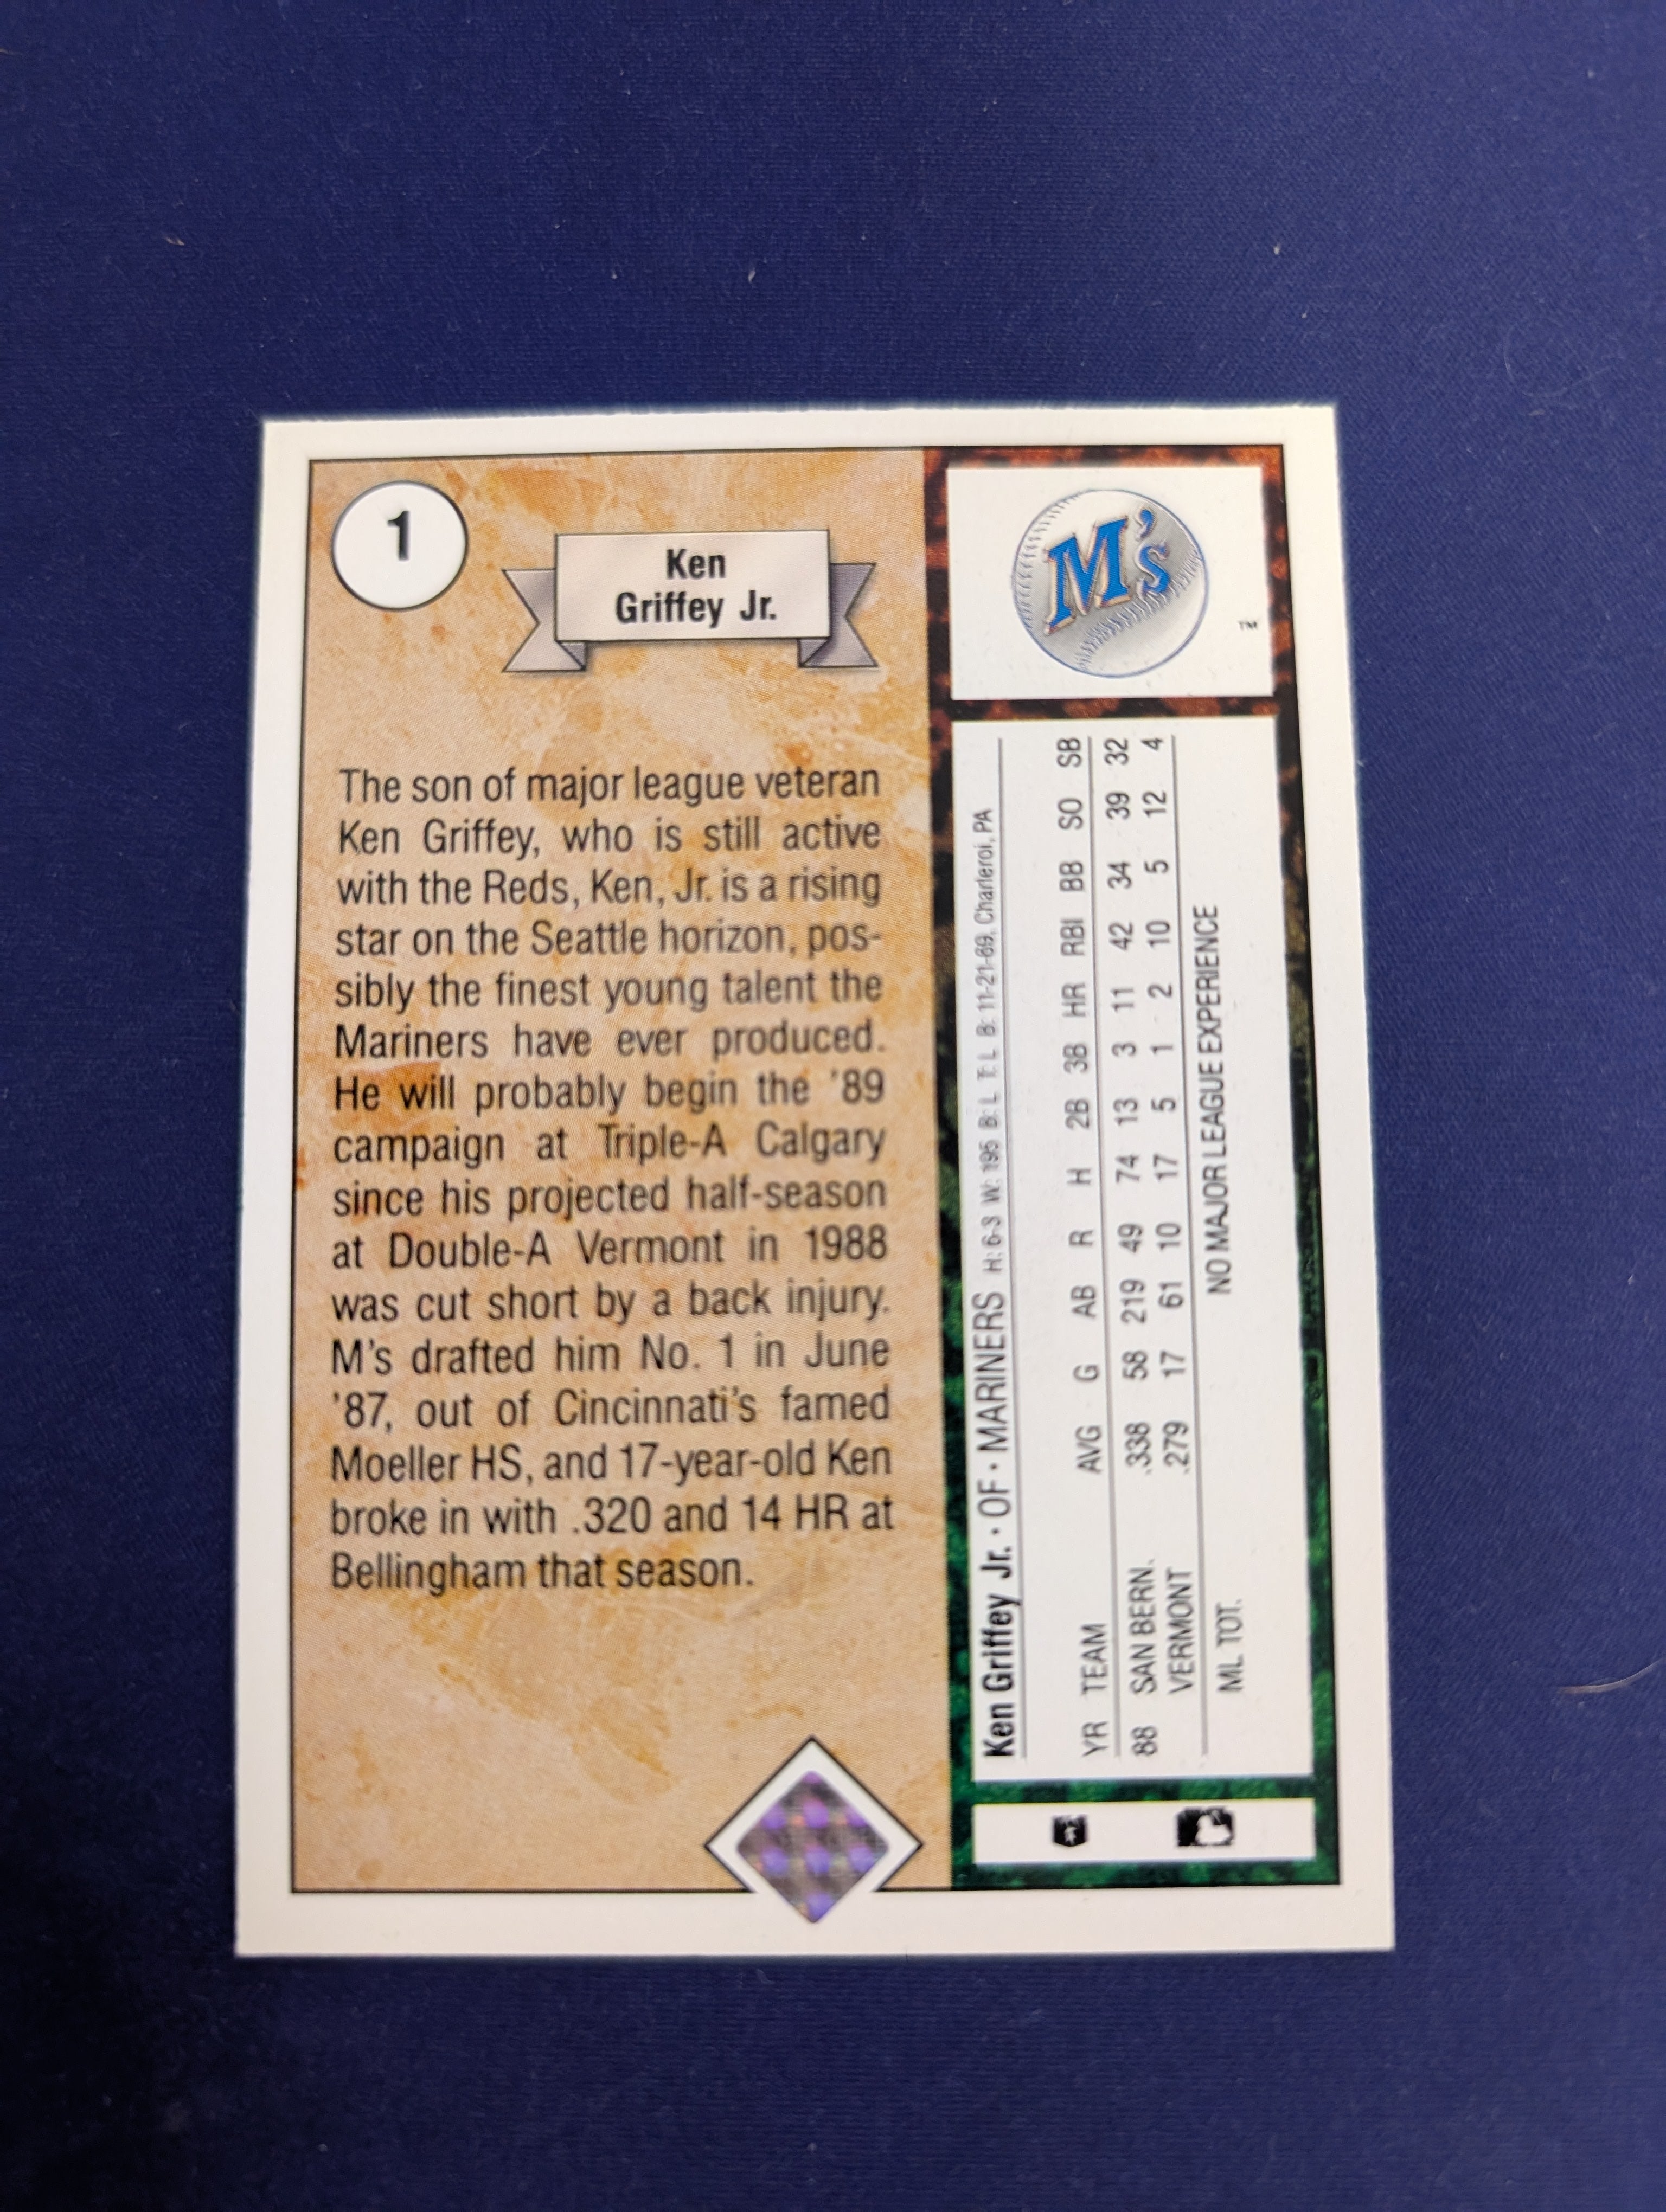 1
Ken
Griffey Jr.
The son of major league veteran
Ken Griffey, who is still active
with the Reds, Ken, Jr. is a rising
star on the Seattle horizon, pos-
sibly the finest young talent the
Mariners have ever produced.
He will probably begin the '89
campaign at Triple-A Calgary
since his projected half-season
at Double-A Vermont in 1988
was cut short by a back injury.
M's drafted him No. 1 in June
'87, out of Cincinnati's famed
Moeller HS, and 17-year-old Ken
broke in with .320 and 14 HR at
Bellingham that season.
M's
TM
Ken Griffey Jr. • OF • MARINERS H: 6-3 W: 195 B: L T: L B: 11-21-69, Charleroi, PA
YR TEAM AVG G AB R H 2B 3B HR RBI BB SO SB
88 SAN BERN. .338 58 219 49 74 13 3 11 42 34 39 32
VERMONT .279 17 61 10 17 5 1 2 10 5 12 4
ML TOT. NO MAJOR LEAGUE EXPERIENCE